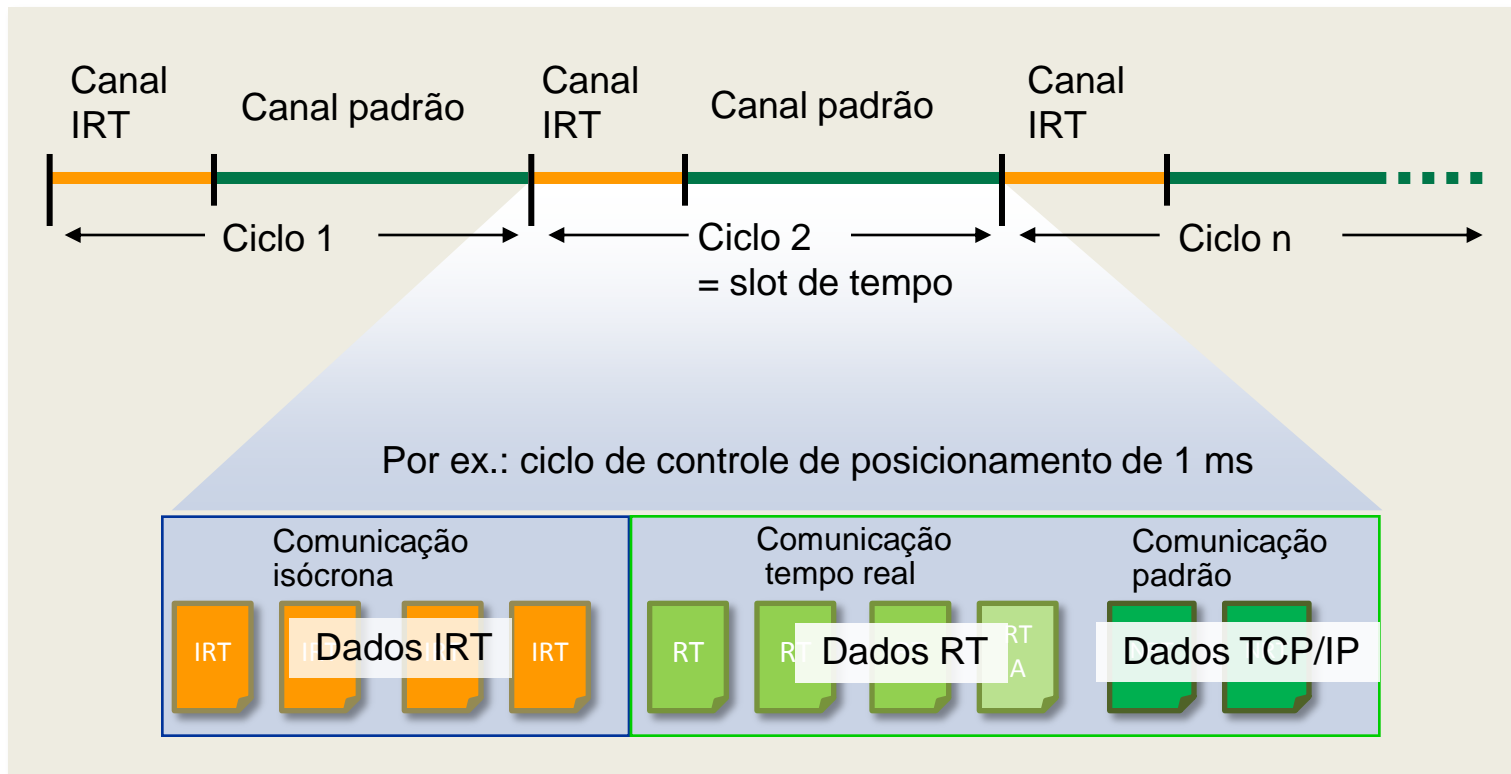 Canal
IRT
Canal padrão
Canal
IRT
Canal padrão
Canal
IRT
Ciclo 1
Ciclo 2
= slot de tempo
Ciclo n
Por ex.: ciclo de controle de posicionamento de 1 ms
Comunicação
isócrona
Comunicação
tempo real
Comunicação
padrão
IRT
Dados IRT
IRT
RT
Dados RT
RT
A
Dados TCP/IP